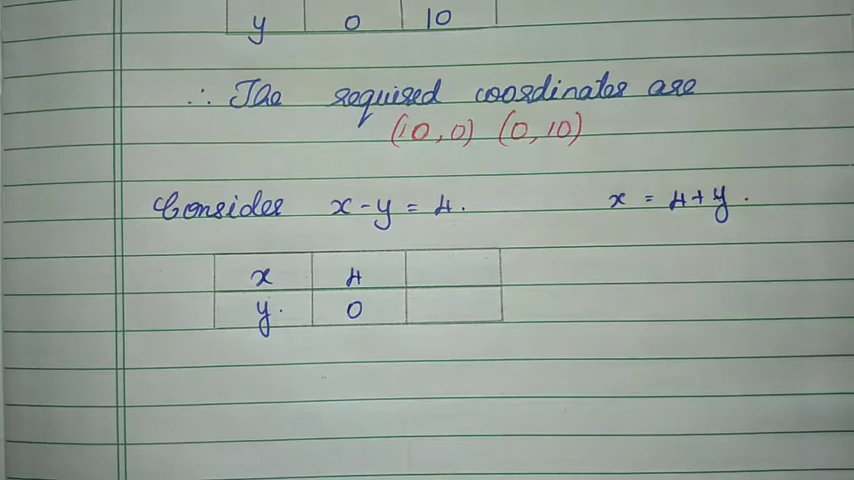 y 0 10
∴ The required coordinates are
(10,0) (0,10)
Consider x - y = 4. x = 4 + y.
x 4
y. 0